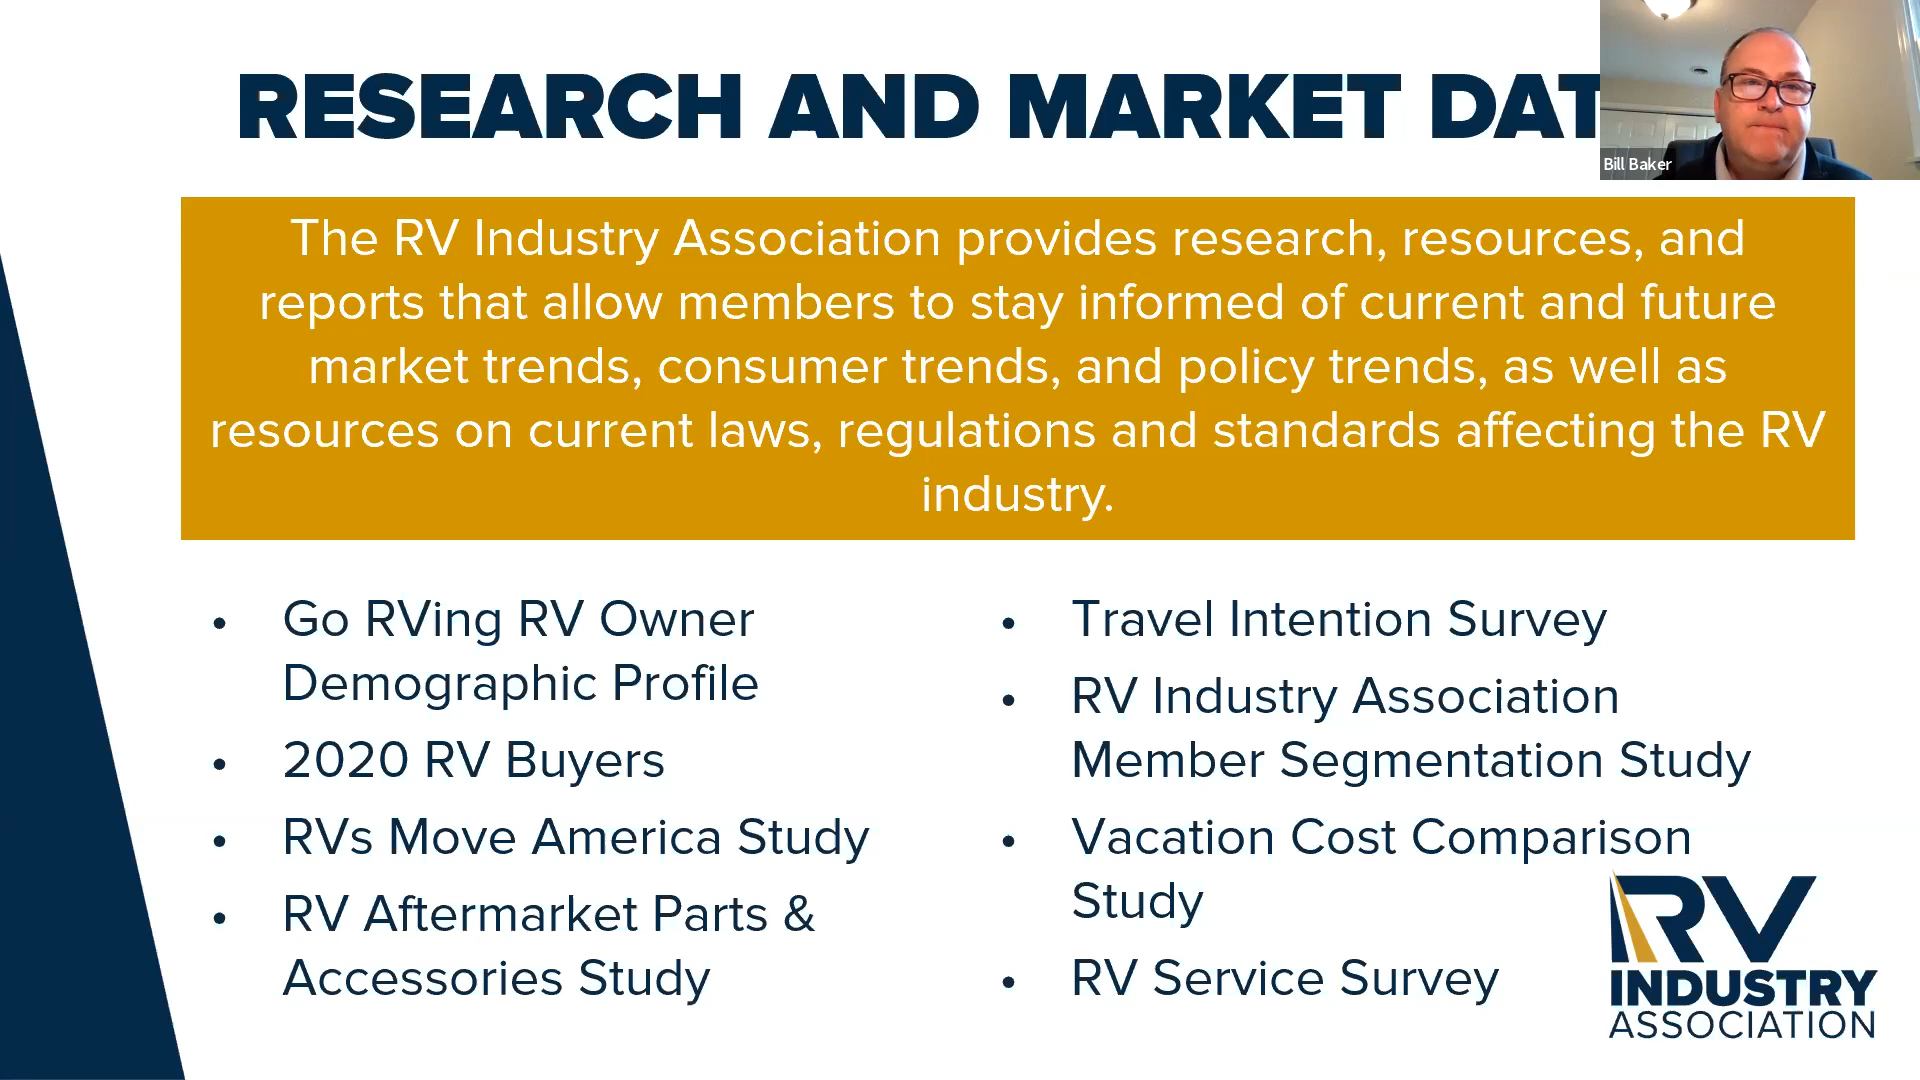 RESEARCH AND MARKET DAT
Bill Baker
The RV Industry Association provides research, resources, and
reports that allow members to stay informed of current and future
market trends, consumer trends, and policy trends, as well as
resources on current laws, regulations and standards affecting the RV
industry.
• Go RVing RV Owner
Demographic Profile
• 2020 RV Buyers
• RVs Move America Study
• RV Aftermarket Parts &
Accessories Study
• Travel Intention Survey
• RV Industry Association
Member Segmentation Study
• Vacation Cost Comparison
Study
• RV Service Survey
RV
INDUSTRY
ASSOCIATION